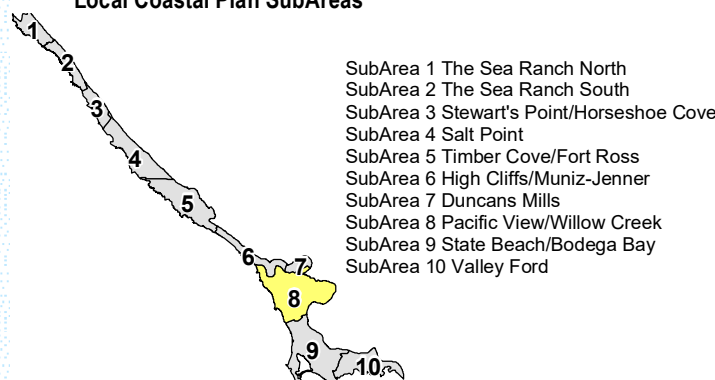 Local Coastal Plan SubAreas
1
2
3
4
5
6
7
8
9
10
SubArea 1 The Sea Ranch North
SubArea 2 The Sea Ranch South
SubArea 3 Stewart's Point/Horseshoe Cove
SubArea 4 Salt Point
SubArea 5 Timber Cove/Fort Ross
SubArea 6 High Cliffs/Muniz-Jenner
SubArea 7 Duncans Mills
SubArea 8 Pacific View/Willow Creek
SubArea 9 State Beach/Bodega Bay
SubArea 10 Valley Ford